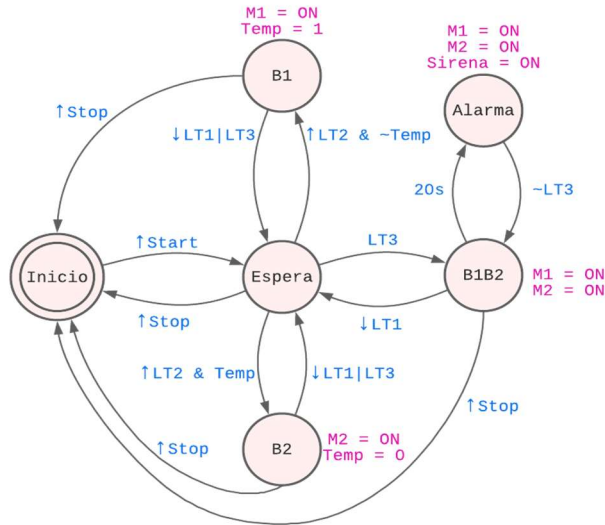 M1 = ON
Temp = 1
B1
M1 = ON
M2 = ON
Sirena = ON
Alarma
↑Stop
↓LT1|LT3
↑LT2 & ~Temp
20s
~LT3
↑Start
LT3
Inicio
Espera
B1B2
M1 = ON
M2 = ON
↑Stop
↓LT1
↑LT2 & Temp
↓LT1|LT3
↑Stop
↑Stop
B2
M2 = ON
Temp = 0